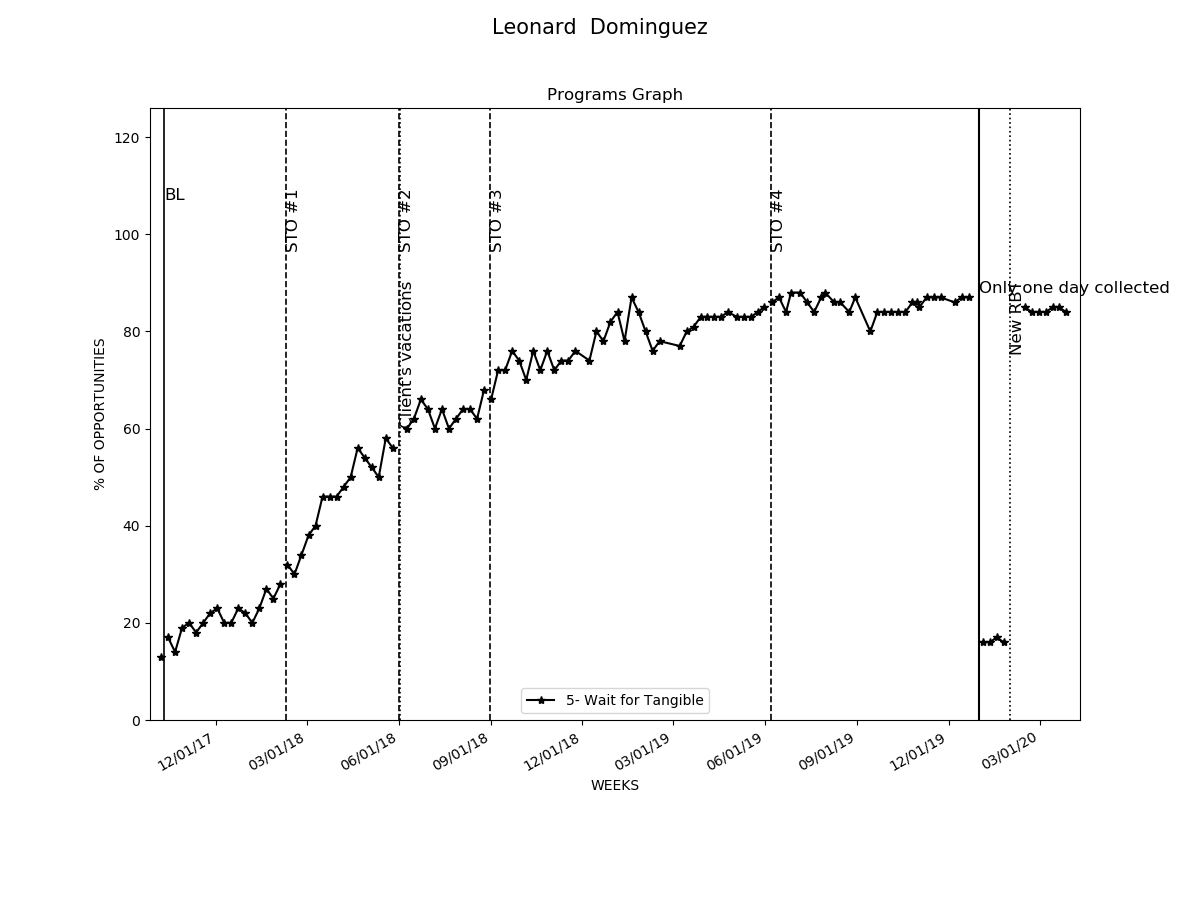 Leonard  Dominguez
Programs Graph
120
100
80
60
40
20
0
% OF OPPORTUNITIES
BL
STO #1
STO #2
Client's vacations
STO #3
STO #4
Only one day collected
New RBT
5- Wait for Tangible
12/01/17
03/01/18
06/01/18
09/01/18
12/01/18
03/01/19
06/01/19
09/01/19
12/01/19
03/01/20
WEEKS